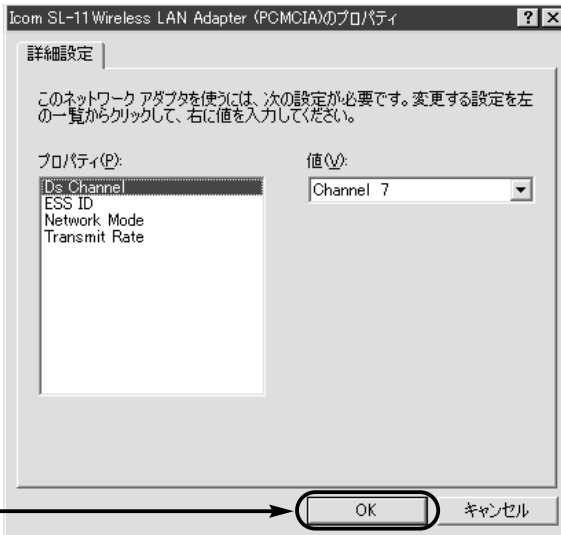 Icom SL-11Wireless LAN Adapter (PCMCIA)のプロパティ
詳細設定
このネットワーク アダプタを使うには、次の設定が必要です。変更する設定を左
の一覧からクリックして、右に値を入力してください。
プロパティ(P):
値(V):
Ds Channel
Channel 7
ESS ID
Network Mode
Transmit Rate
OK
キャンセル